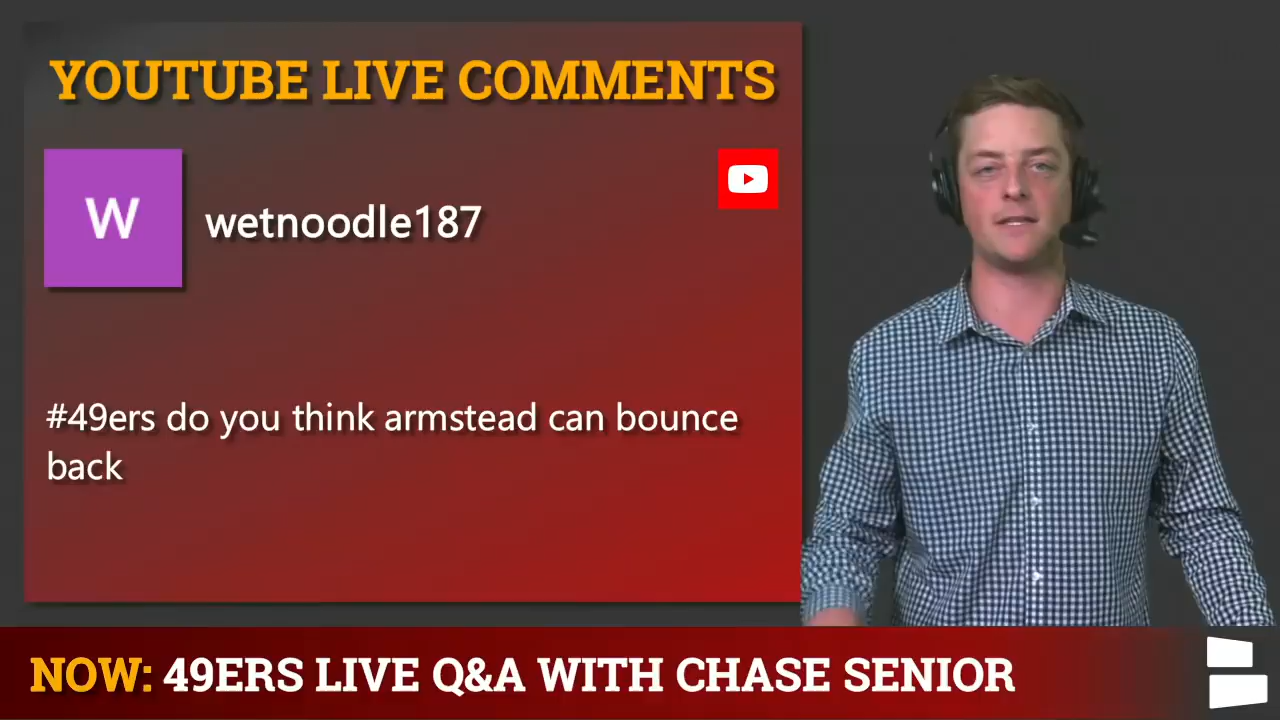 YOUTUBE LIVE COMMENTS
W
wetnoodle187
#49ers do you think armstead can bounce
back
NOW: 49ERS LIVE Q&A WITH CHASE SENIOR